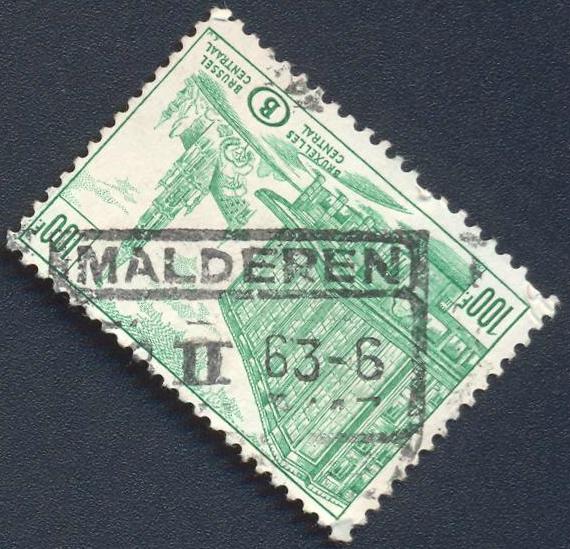 BRUSSEL
CENTRAAL
B
BRUXELLES
CENTRAL
100F
100F
MALDEREN
II 63-6